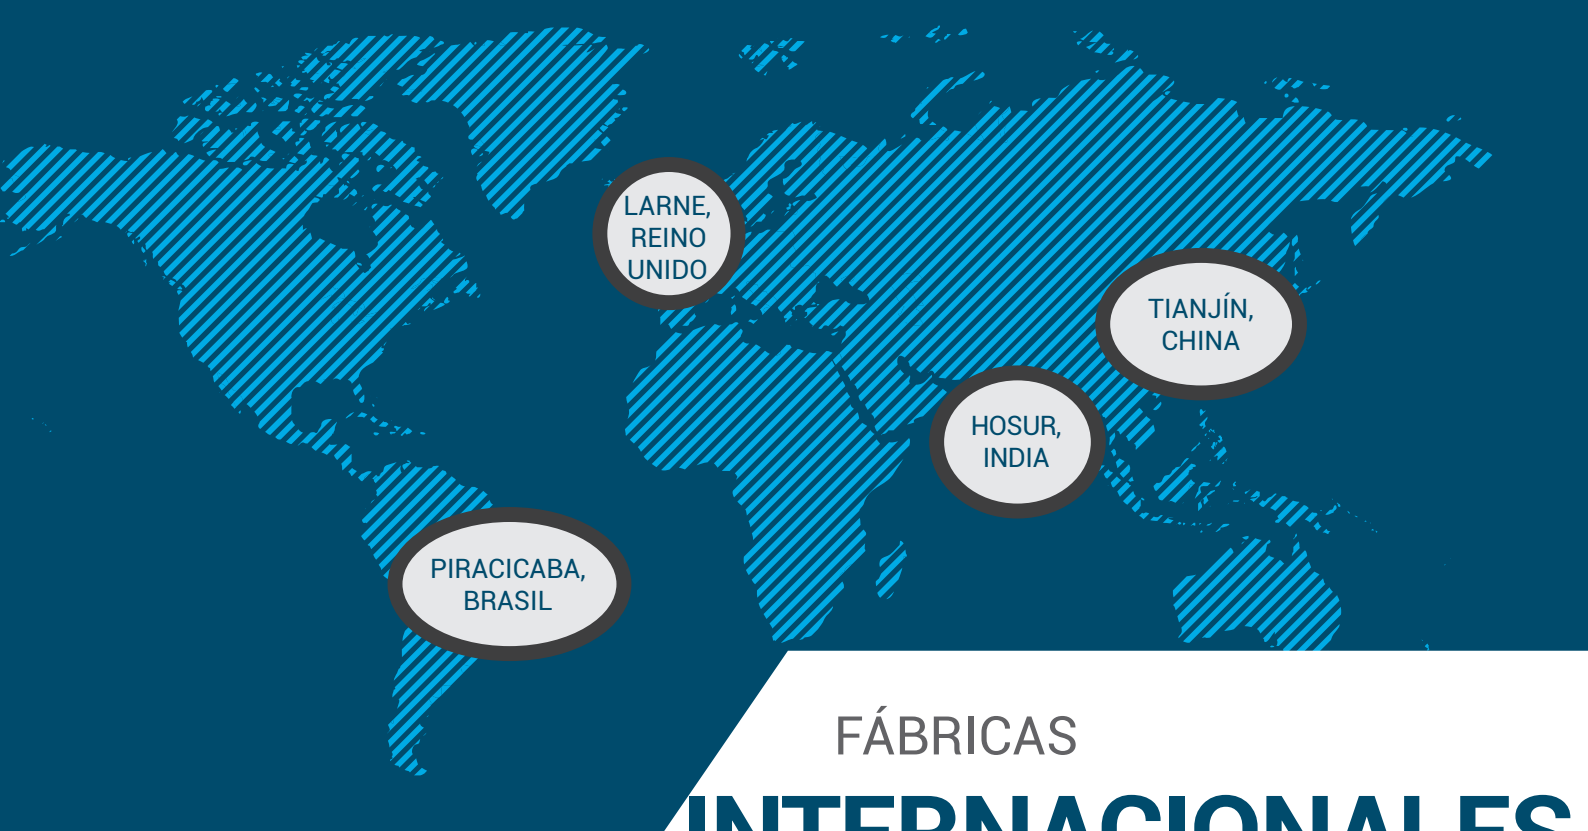 LARNE,
REINO
UNIDO
TIANJÍN,
CHINA
HOSUR,
INDIA
PIRACICABA,
BRASIL
FÁBRICAS
INTERNACIONALES